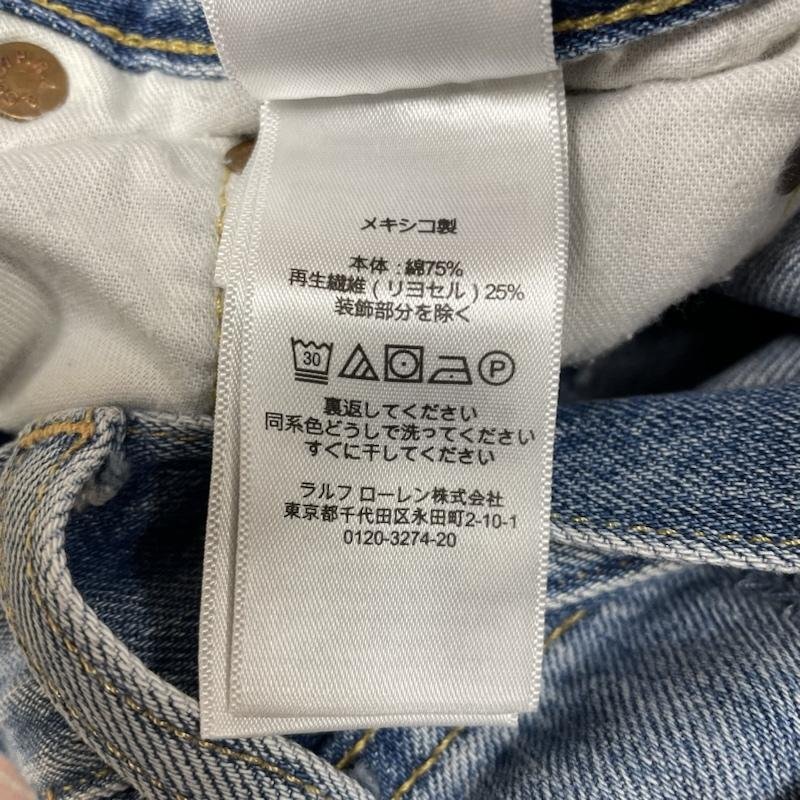 メキシコ製
本体 : 綿75%
再生繊維 ( リヨセル ) 25%
装飾部分を除く
30 P
裏返してください
同系色どうしで洗ってください
すぐに干してください
ラルフ ローレン株式会社
東京都千代田区永田町2-10-1
0120-3274-20